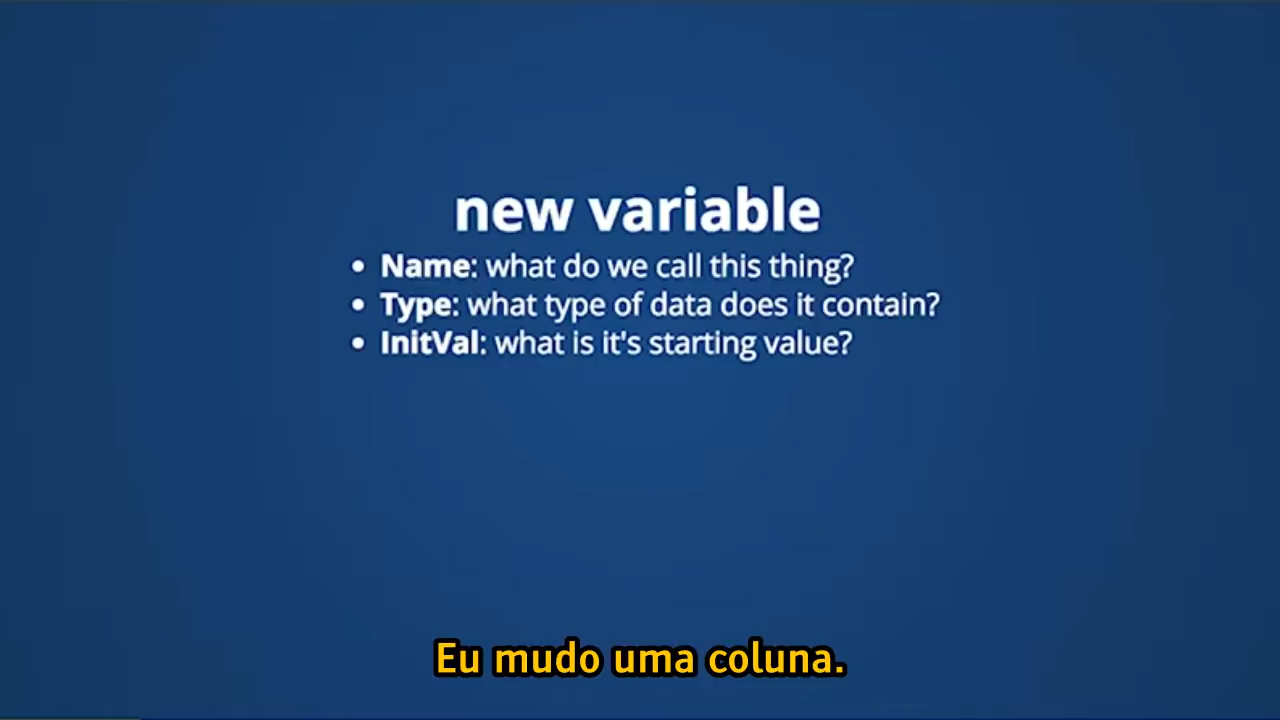 new variable
• Name: what do we call this thing?
• Type: what type of data does it contain?
• InitVal: what is it's starting value?
Eu mudo uma coluna.